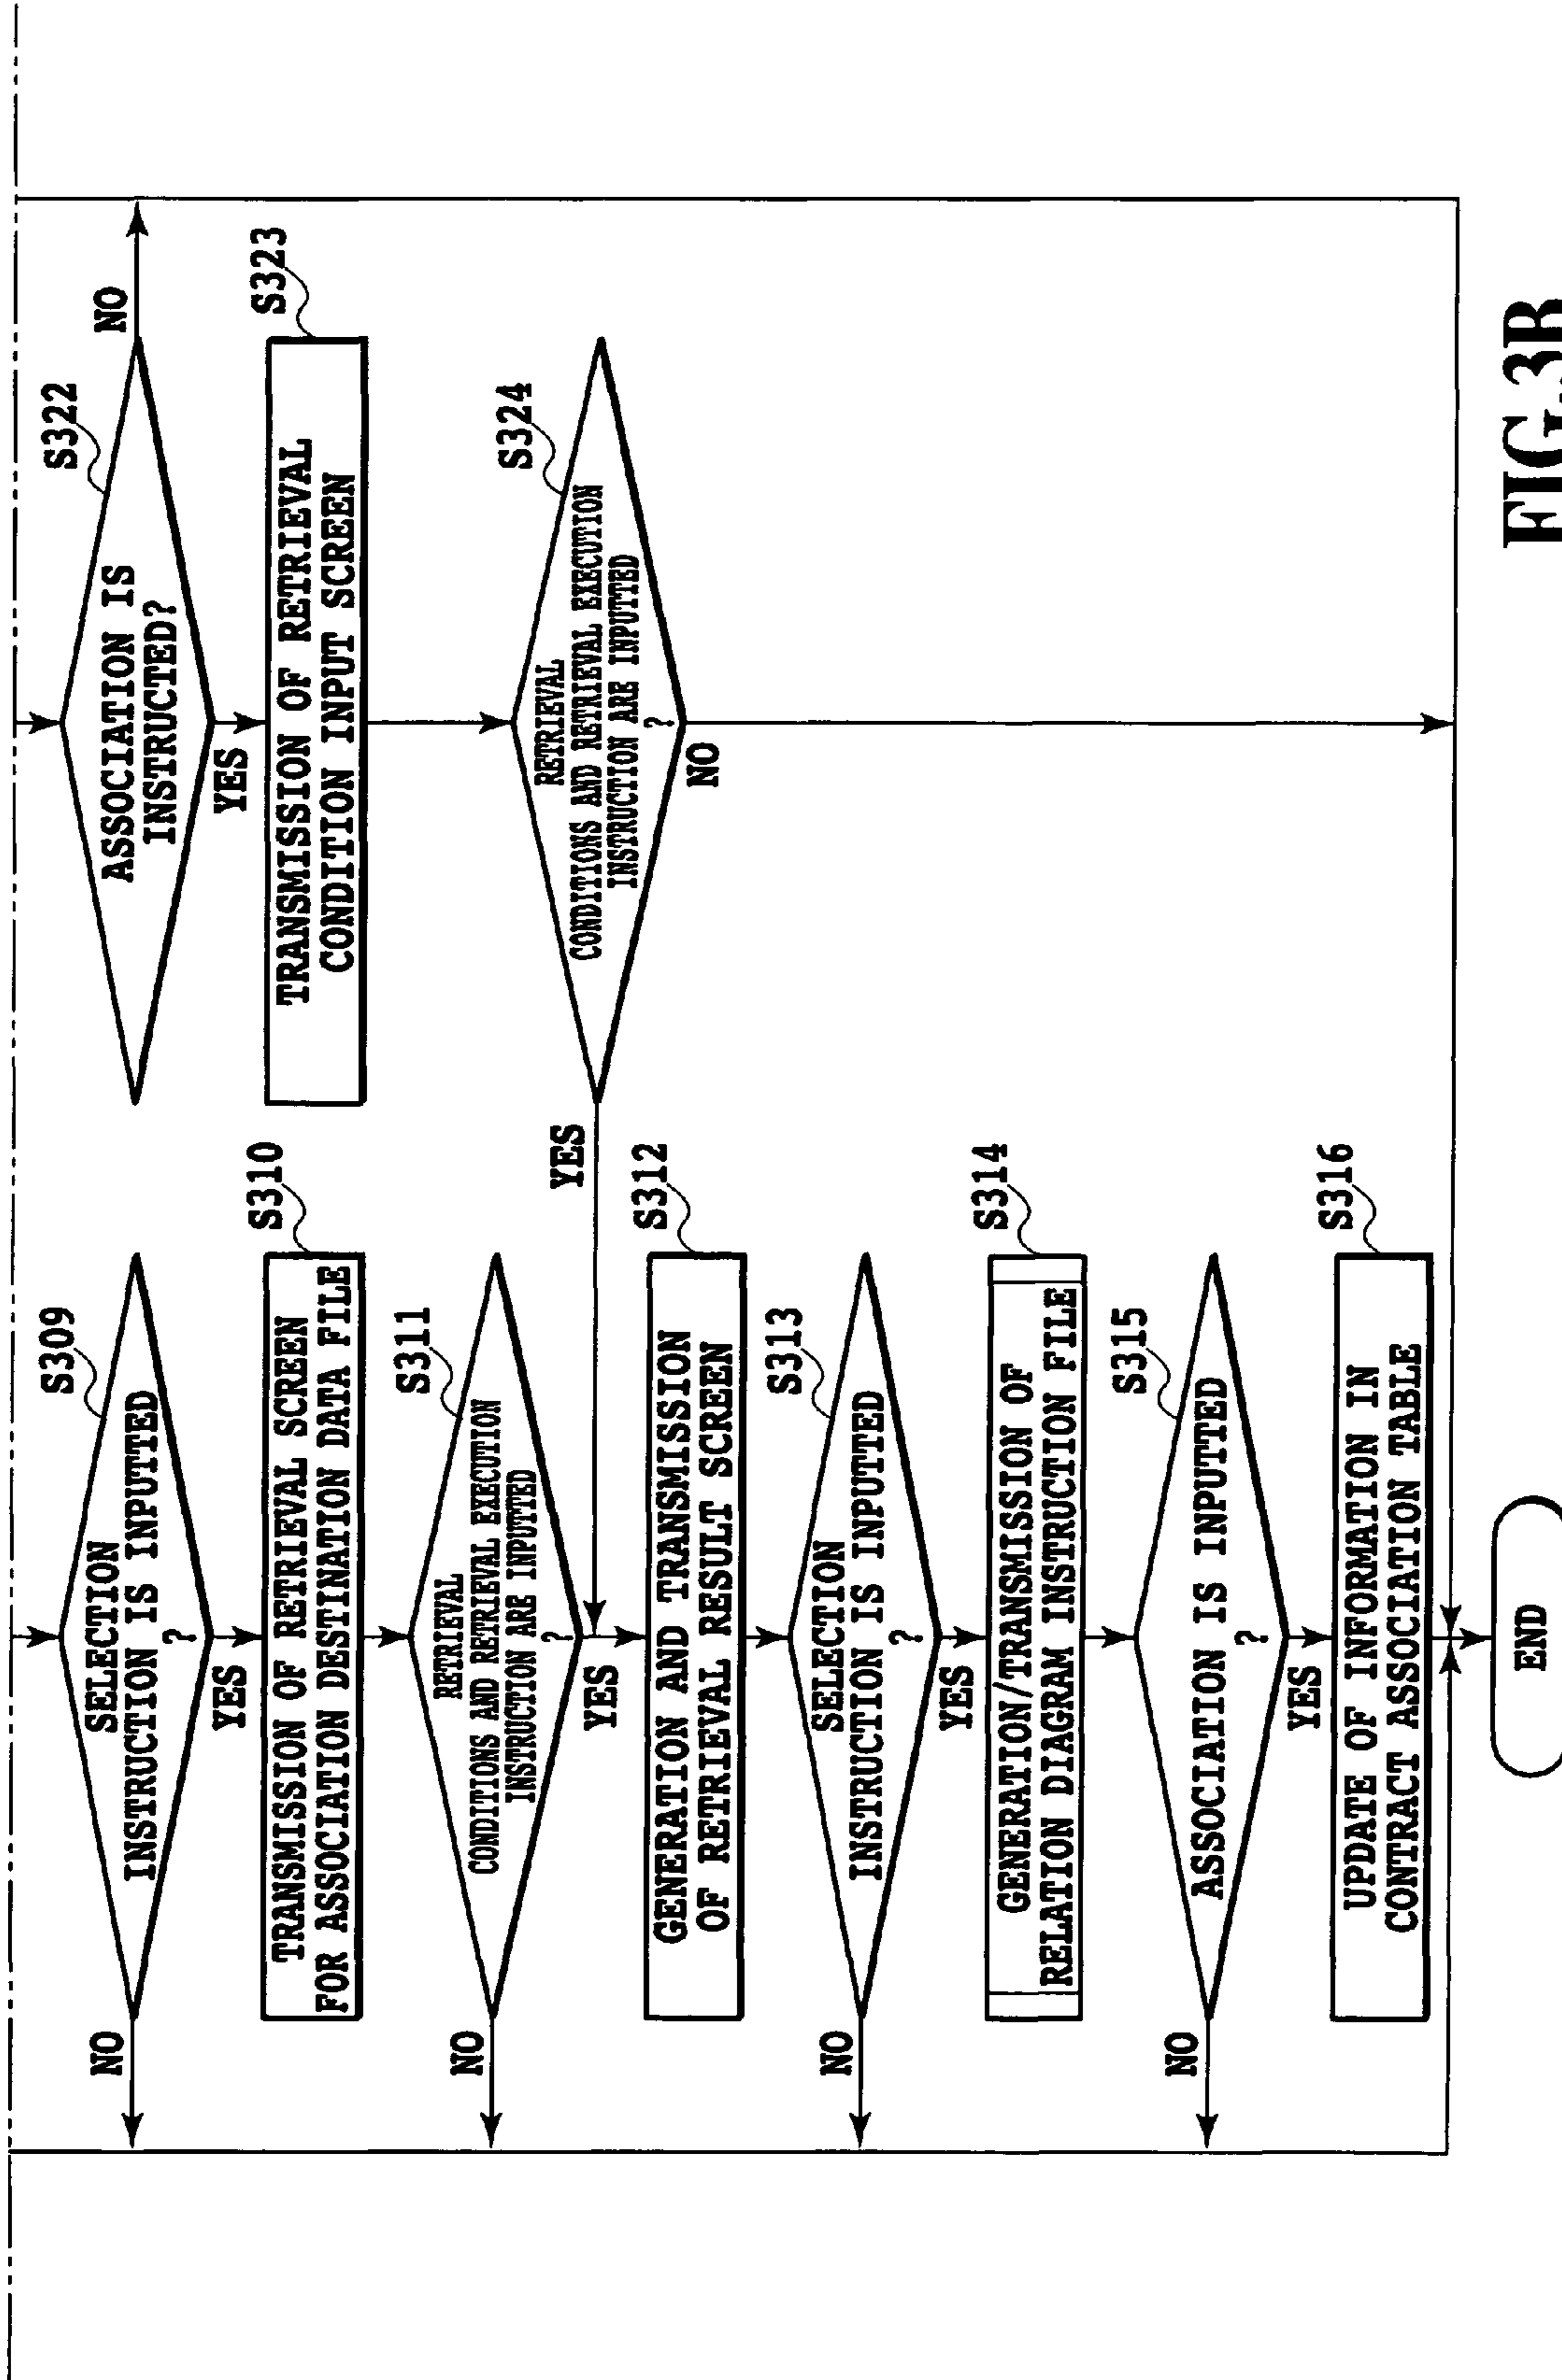 S309
SELECTION
INSTRUCTION IS INPUTTED
?
NO
YES
S310
TRANSMISSION OF RETRIEVAL SCREEN
FOR ASSOCIATION DESTINATION DATA FILE
S311
RETRIEVAL
CONDITIONS AND RETRIEVAL EXECUTION
INSTRUCTION ARE INPUTTED
?
NO
YES
S312
GENERATION AND TRANSMISSION
OF RETRIEVAL RESULT SCREEN
S313
SELECTION
INSTRUCTION IS INPUTTED
?
NO
YES
S314
GENERATION/TRANSMISSION OF
RELATION DIAGRAM INSTRUCTION FILE
S315
ASSOCIATION IS INPUTTED
?
NO
YES
S316
UPDATE OF INFORMATION IN
CONTRACT ASSOCIATION TABLE
END
S322
ASSOCIATION IS
INSTRUCTED?
NO
YES
S323
TRANSMISSION OF RETRIEVAL
CONDITION INPUT SCREEN
S324
RETRIEVAL
CONDITIONS AND RETRIEVAL EXECUTION
INSTRUCTION ARE INPUTTED
?
YES
NO
FIG.3B